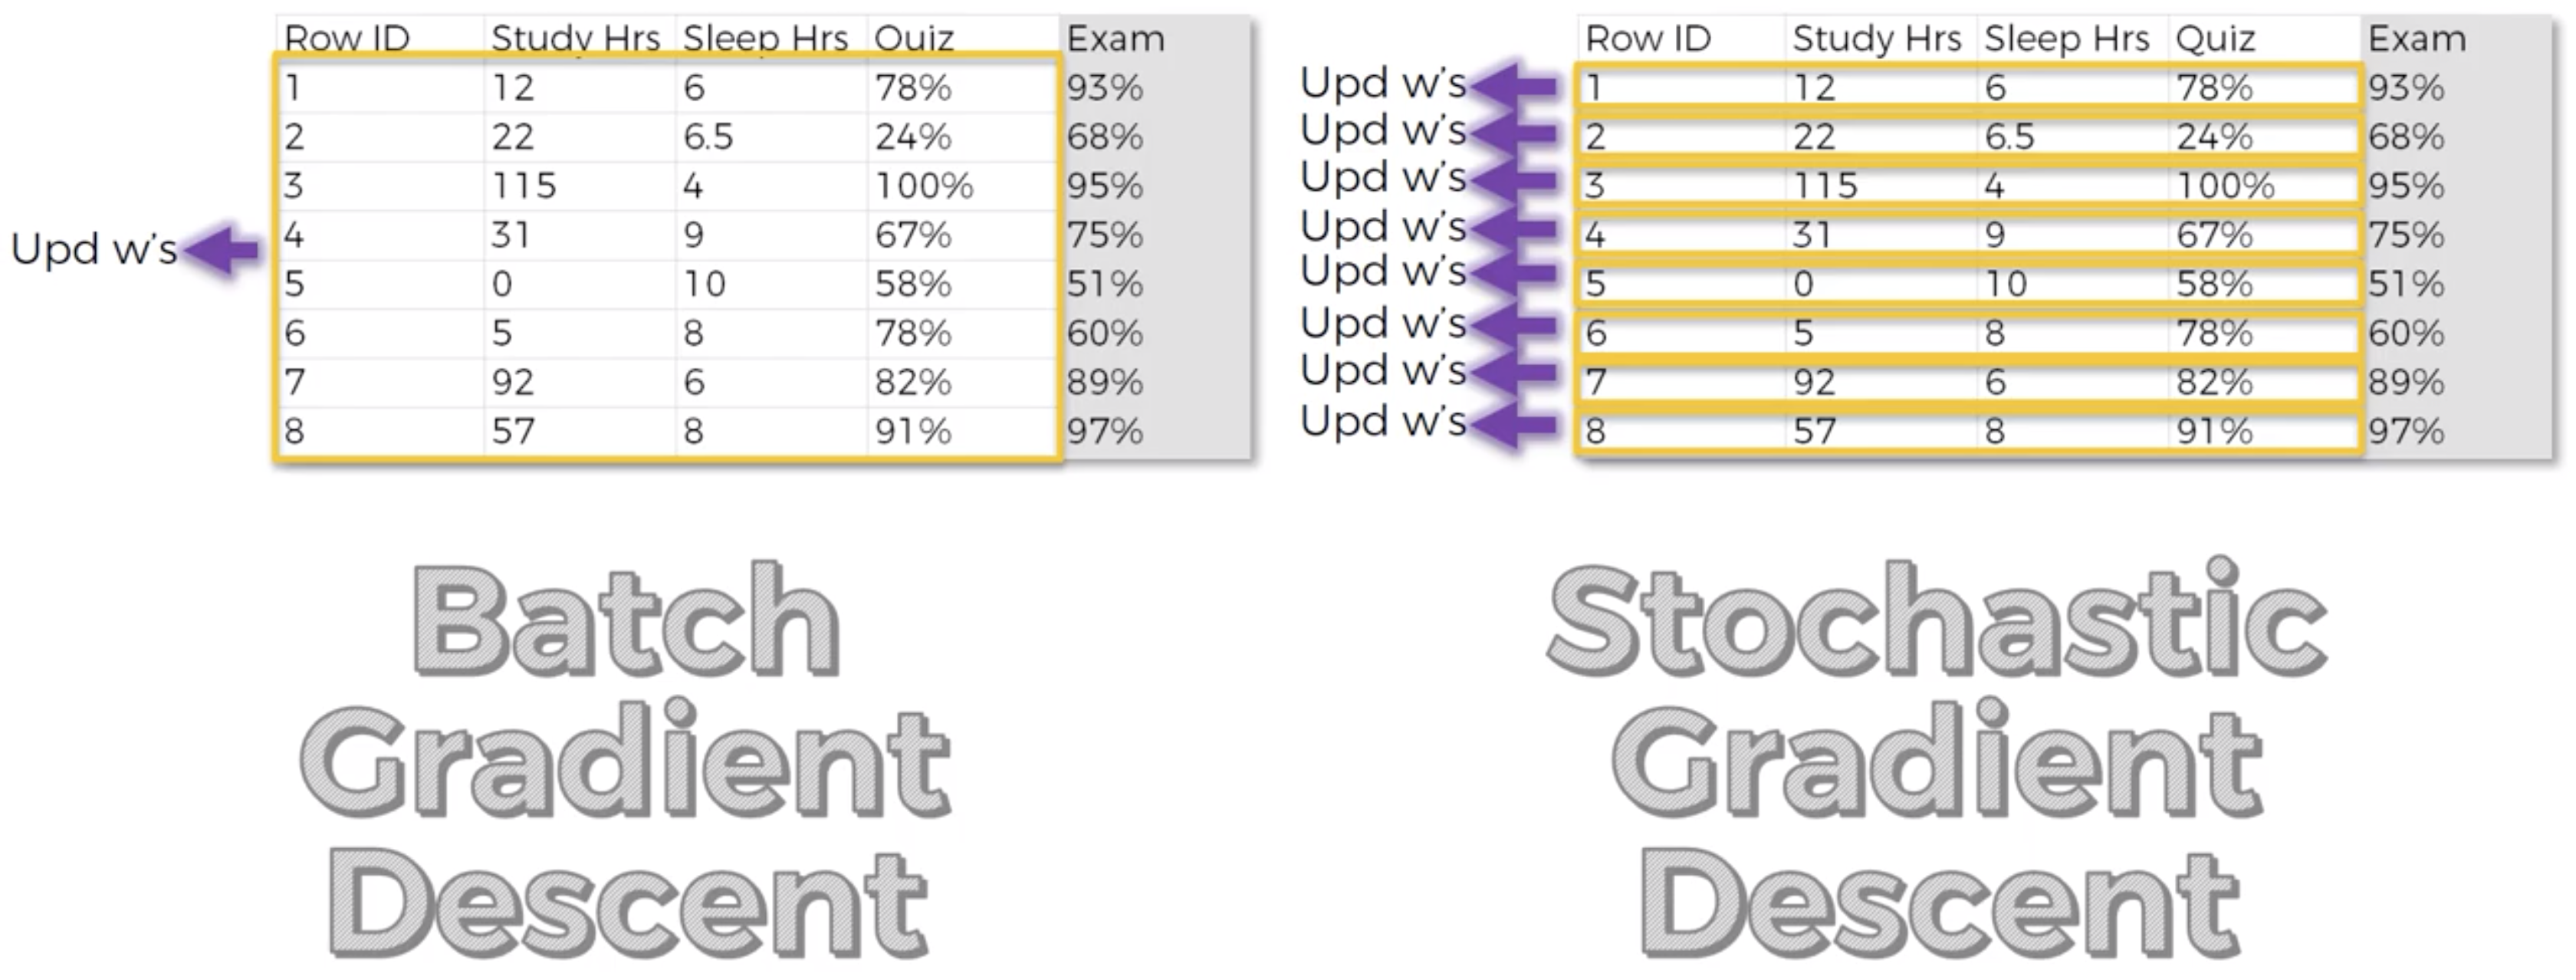 Row ID Study Hrs Sleep Hrs Quiz Exam
1 12 6 78% 93%
2 22 6.5 24% 68%
3 115 4 100% 95%
4 31 9 67% 75%
5 0 10 58% 51%
6 5 8 78% 60%
7 92 6 82% 89%
8 57 8 91% 97%
Upd w's
Batch
Gradient
Descent
Row ID Study Hrs Sleep Hrs Quiz Exam
Upd w's 1 12 6 78% 93%
Upd w's 2 22 6.5 24% 68%
Upd w's 3 115 4 100% 95%
Upd w's 4 31 9 67% 75%
Upd w's 5 0 10 58% 51%
Upd w's 6 5 8 78% 60%
Upd w's 7 92 6 82% 89%
Upd w's 8 57 8 91% 97%
Stochastic
Gradient
Descent